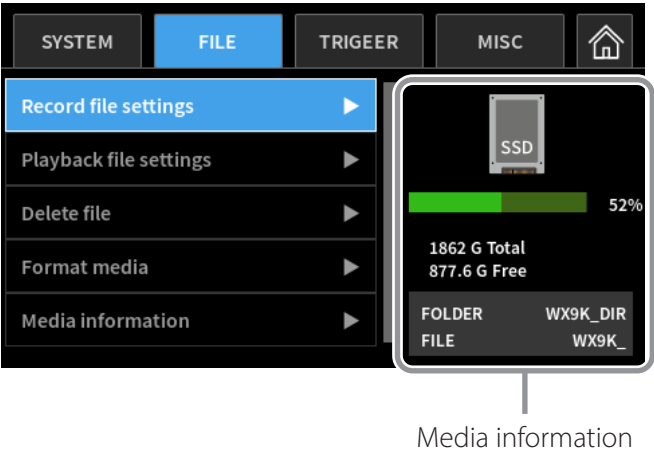 SYSTEM FILE TRIGEER MISC
Record file settings
Playback file settings
Delete file
Format media
Media information
SSD
52%
1862 G Total
877.6 G Free
FOLDER WX9K_DIR
FILE WX9K_
Media information